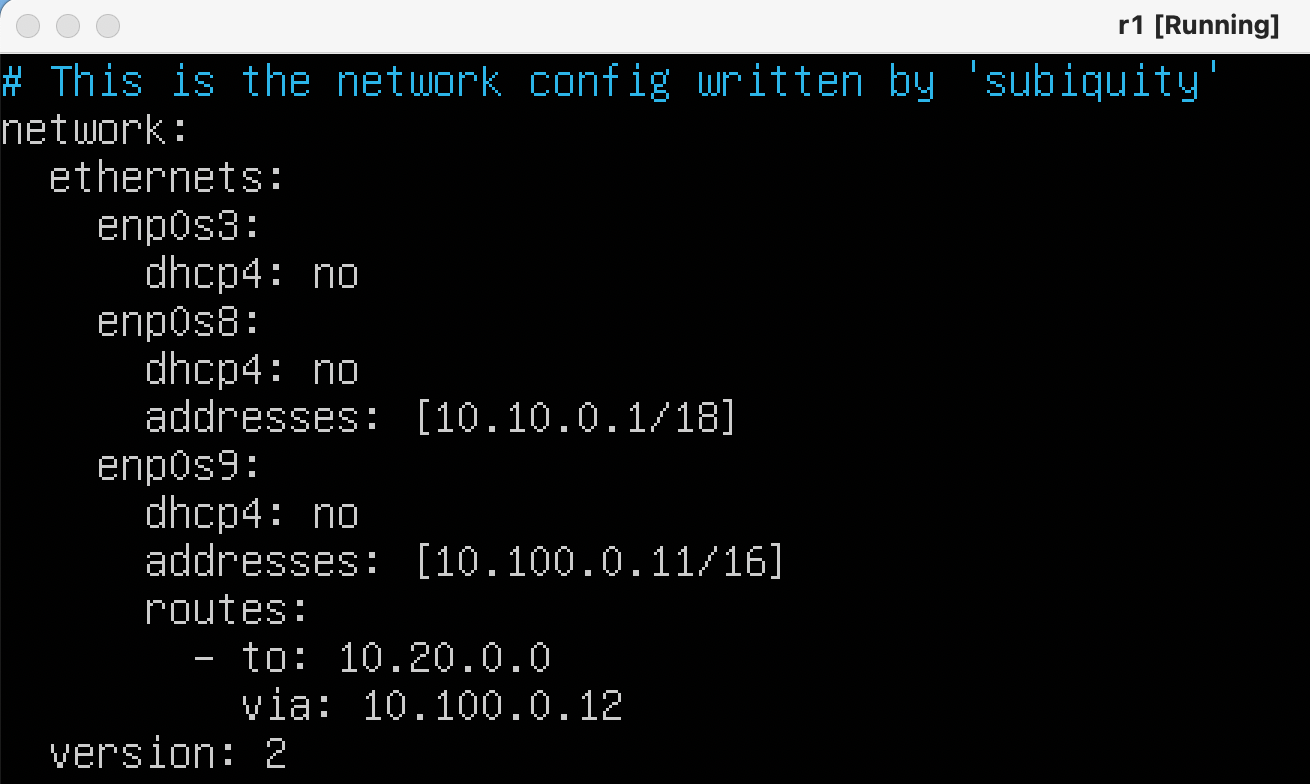 r1 [Running]
# This is the network config written by 'subiquity'
network:
  ethernets:
    enp0s3:
      dhcp4: no
    enp0s8:
      dhcp4: no
      addresses: [10.10.0.1/18]
    enp0s9:
      dhcp4: no
      addresses: [10.100.0.11/16]
      routes:
        - to: 10.20.0.0
          via: 10.100.0.12
  version: 2